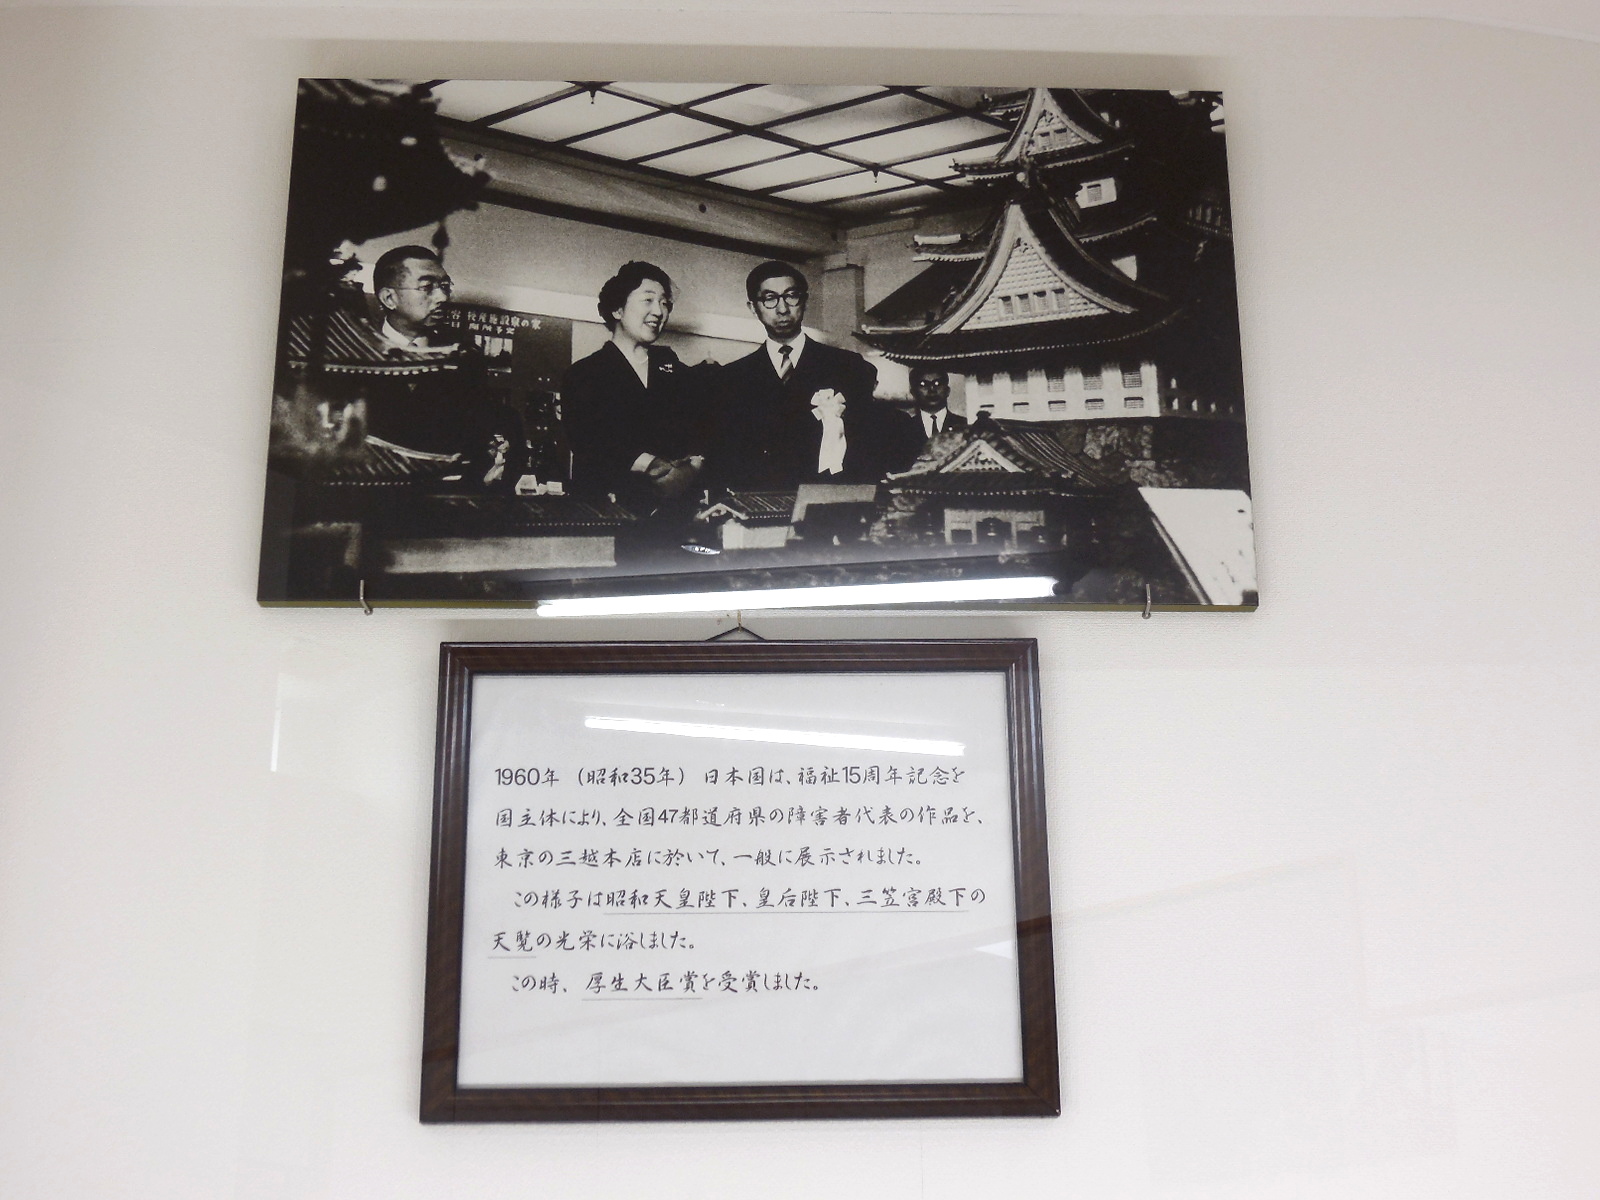 授産施設の家
1960年（昭和35年）日本国は、福祉15周年記念を
国主体により、全国47都道府県の障害者代表の作品を、
東京の三越本店に於いて、一般に展示されました。
この様子は昭和天皇陛下、皇后陛下、三笠宮殿下の
天覧の光栄に浴しました。
この時、厚生大臣賞を受賞しました。